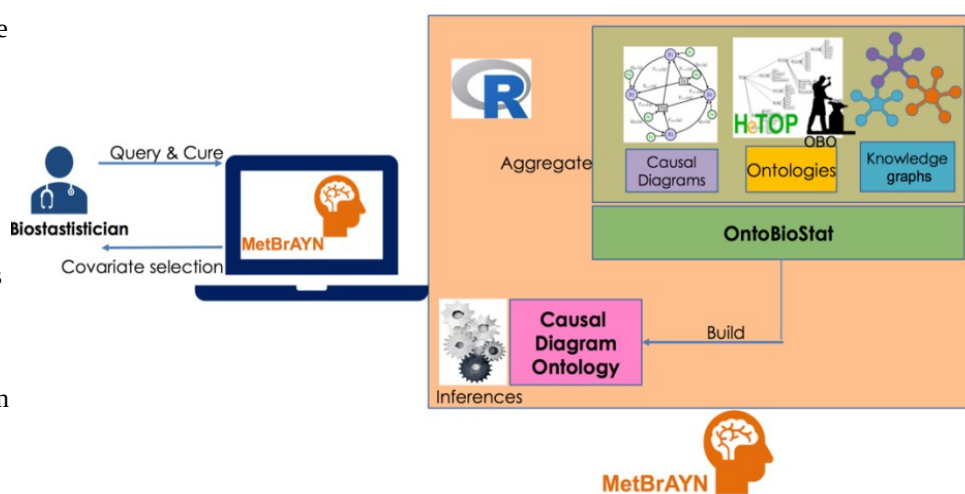 e
s
n
Query & Cure
Biostastistician
MetBrAYN
Covariate selection
R
Aggregate
HeTOP
OBO
Causal
Diagrams
Ontologies
Knowledge
graphs
OntoBioStat
Build
Causal
Diagram
Ontology
Inferences
MetBrAYN